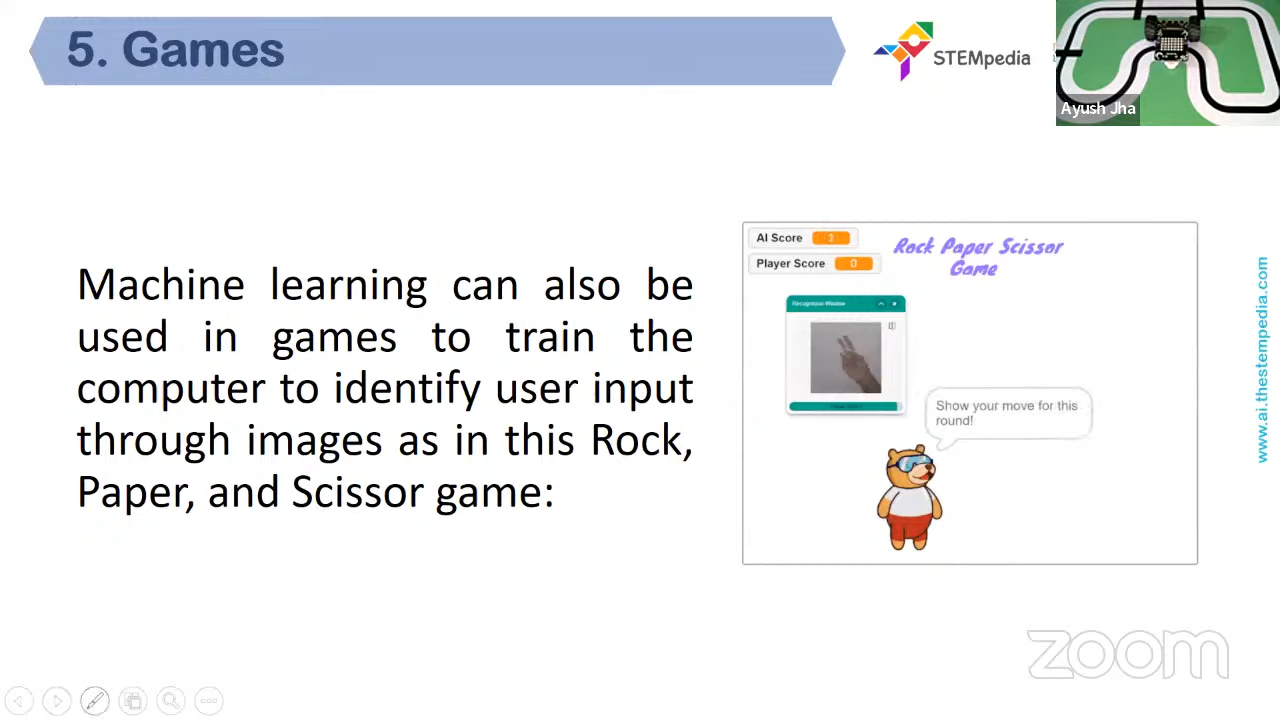 5. Games
STEMpedia
Ayush Jha
Machine learning can also be
used in games to train the
computer to identify user input
through images as in this Rock,
Paper, and Scissor game:
AI Score 3
Player Score 0
Rock Paper Scissor
Game
Recognition Window
Show your move for this
round!
www.ai.thestempedia.com
zoom